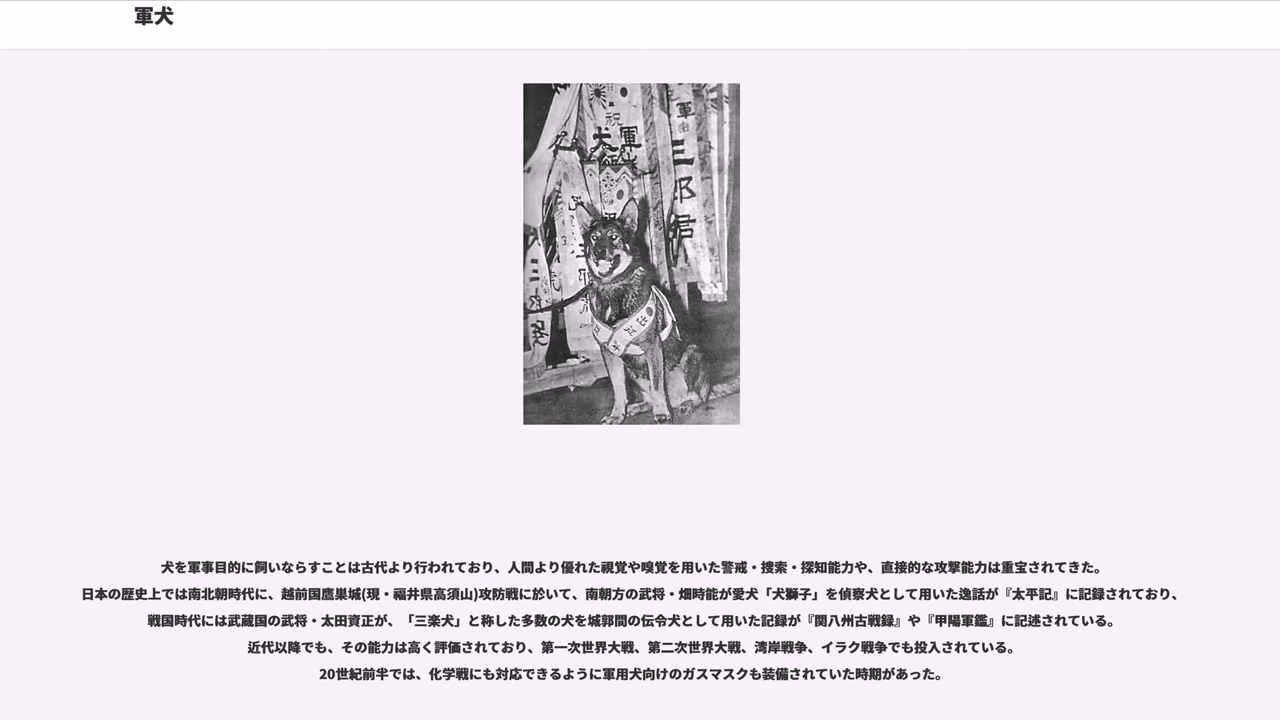 軍犬
祝
軍犬
三郎君
犬を軍事目的に飼いならすことは古代より行われており、人間より優れた視覚や嗅覚を用いた警戒・捜索・探知能力や、直接的な攻撃能力は重宝されてきた。
日本の歴史上では南北朝時代に、越前国鷹巣城(現・福井県高須山)攻防戦に於いて、南朝方の武将・畑時能が愛犬「犬獅子」を偵察犬として用いた逸話が『太平記』に記録されており、
戦国時代には武蔵国の武将・太田資正が、「三楽犬」と称した多数の犬を城郭間の伝令犬として用いた記録が『関八州古戦録』や『甲陽軍鑑』に記述されている。
近代以降でも、その能力は高く評価されており、第一次世界大戦、第二次世界大戦、湾岸戦争、イラク戦争でも投入されている。
20世紀前半では、化学戦にも対応できるように軍用犬向けのガスマスクも装備されていた時期があった。